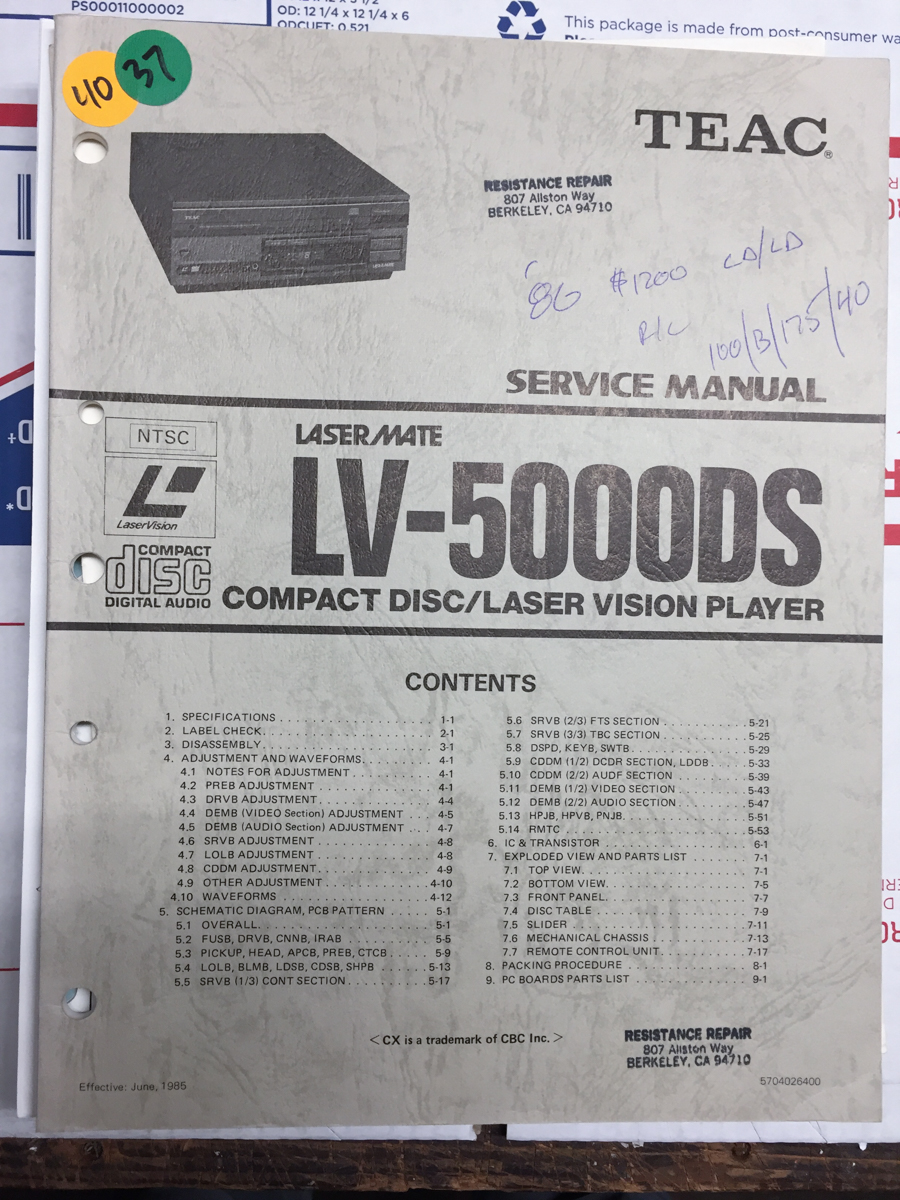 PS00011000002
OD: 12 1/4 x 12 1/4 x 6
ODCUFT: 0.521
This package is made from post-consumer wa
40
37
TEAC®
TEAC
RESISTANCE REPAIR
807 Allston Way
BERKELEY, CA 94710
'86 $1200 LD/LD
R/C 100/B/175/40
SERVICE MANUAL
NTSC
LaserVision
COMPACT
disc
DIGITAL AUDIO
LASERMATE
LV-5000DS
COMPACT DISC/LASER VISION PLAYER
CONTENTS
1. SPECIFICATIONS . . . . . . . . . . . . . . . . . . . . 1-1
2. LABEL CHECK. . . . . . . . . . . . . . . . . . . . . . 2-1
3. DISASSEMBLY. . . . . . . . . . . . . . . . . . . . . . 3-1
4. ADJUSTMENT AND WAVEFORMS. . . . . . . . . . 4-1
4.1 NOTES FOR ADJUSTMENT. . . . . . . . . . . . 4-1
4.2 PREB ADJUSTMENT . . . . . . . . . . . . . . . . 4-1
4.3 DRVB ADJUSTMENT . . . . . . . . . . . . . . . . 4-4
4.4 DEMB (VIDEO Section) ADJUSTMENT . . . 4-5
4.5 DEMB (AUDIO Section) ADJUSTMENT . . . 4-7
4.6 SRVB ADJUSTMENT . . . . . . . . . . . . . . . . 4-8
4.7 LOLB ADJUSTMENT . . . . . . . . . . . . . . . . 4-8
4.8 CDDM ADJUSTMENT. . . . . . . . . . . . . . . . 4-9
4.9 OTHER ADJUSTMENT . . . . . . . . . . . . . . . 4-10
4.10 WAVEFORMS . . . . . . . . . . . . . . . . . . . . 4-12
5. SCHEMATIC DIAGRAM, PCB PATTERN . . . . . 5-1
5.1 OVERALL. . . . . . . . . . . . . . . . . . . . . . . 5-1
5.2 FUSB, DRVB, CNNB, IRAB . . . . . . . . . . . 5-5
5.3 PICKUP, HEAD, APCB, PREB, CTCB . . . . . 5-9
5.4 LOLB, BLMB, LDSB, CDSB, SHPB . . . . . . 5-13
5.5 SRVB (1/3) CONT SECTION. . . . . . . . . . . 5-17
5.6 SRVB (2/3) FTS SECTION . . . . . . . . . . . . 5-21
5.7 SRVB (3/3) TBC SECTION . . . . . . . . . . . . 5-25
5.8 DSPD, KEYB, SWTB. . . . . . . . . . . . . . . . 5-29
5.9 CDDM (1/2) DCDR SECTION, LDDB . . . . . 5-33
5.10 CDDM (2/2) AUDF SECTION . . . . . . . . . . 5-39
5.11 DEMB (1/2) VIDEO SECTION . . . . . . . . . . 5-43
5.12 DEMB (2/2) AUDIO SECTION . . . . . . . . . . 5-47
5.13 HPJB, HPVB, PNJB. . . . . . . . . . . . . . . . 5-51
5.14 RMTC . . . . . . . . . . . . . . . . . . . . . . . . 5-53
6. IC & TRANSISTOR . . . . . . . . . . . . . . . . . . . 6-1
7. EXPLODED VIEW AND PARTS LIST . . . . . . . 7-1
7.1 TOP VIEW. . . . . . . . . . . . . . . . . . . . . . . 7-1
7.2 BOTTOM VIEW. . . . . . . . . . . . . . . . . . . . 7-5
7.3 FRONT PANEL. . . . . . . . . . . . . . . . . . . . 7-7
7.4 DISC TABLE . . . . . . . . . . . . . . . . . . . . . 7-9
7.5 SLIDER . . . . . . . . . . . . . . . . . . . . . . . . 7-11
7.6 MECHANICAL CHASSIS . . . . . . . . . . . . . . 7-13
7.7 REMOTE CONTROL UNIT. . . . . . . . . . . . . 7-17
8. PACKING PROCEDURE . . . . . . . . . . . . . . . . 8-1
9. PC BOARDS PARTS LIST . . . . . . . . . . . . . . 9-1
<CX is a trademark of CBC Inc.>
RESISTANCE REPAIR
807 Allston Way
BERKELEY, CA 94710
Effective: June, 1985
5704026400